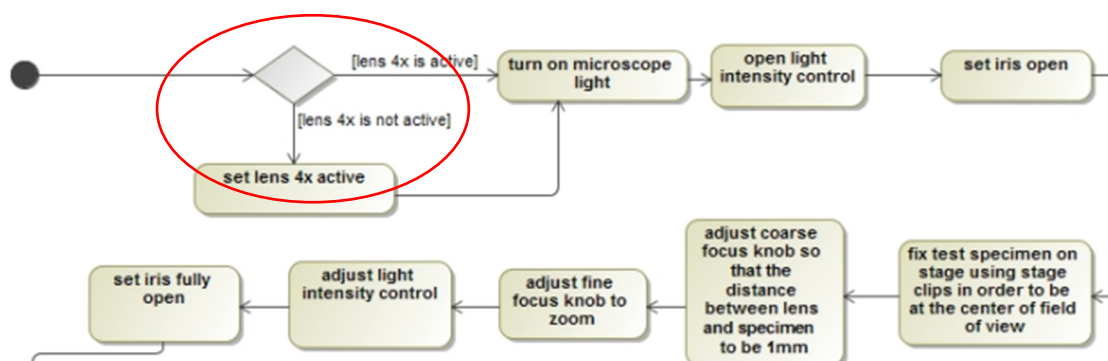 [lens 4x is active]
turn on microscope
light
open light
intensity control
set iris open
[lens 4x is not active]
set lens 4x active
set iris fully
open
adjust light
intensity control
adjust fine
focus knob to
zoom
adjust coarse
focus knob so
that the
distance
between lens
and specimen
to be 1mm
fix test specimen on
stage using stage
clips in order to be
at the center of field
of view